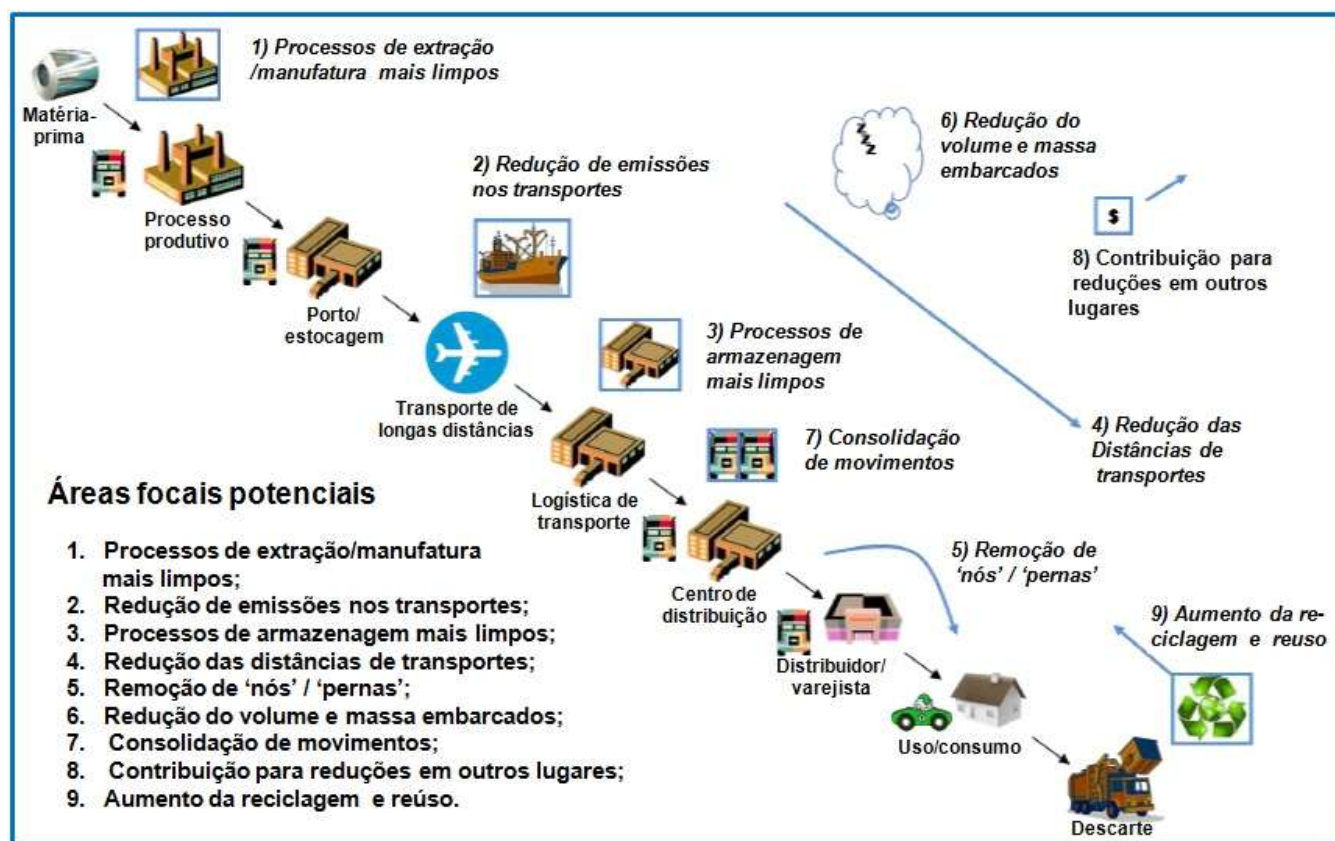 1) Processos de extração
/manufatura mais limpos
Matéria-
prima
6) Redução do
volume e massa
embarcados
z
z
z
2) Redução de emissões
nos transportes
Processo
produtivo
$
8) Contribuição para
reduções em outros
lugares
Porto/
estocagem
3) Processos de
armazenagem
mais limpos
Transporte de
longas distâncias
7) Consolidação
de movimentos
4) Redução das
Distâncias de
transportes
Logística de
transporte
5) Remoção de
‘nós’ / ‘pernas’
Centro de
distribuição
9) Aumento da re-
ciclagem e reuso
Distribuidor/
varejista
Uso/consumo
Descarte
Áreas focais potenciais
1. Processos de extração/manufatura
mais limpos;
2. Redução de emissões nos transportes;
3. Processos de armazenagem mais limpos;
4. Redução das distâncias de transportes;
5. Remoção de ‘nós’ / ‘pernas’;
6. Redução do volume e massa embarcados;
7. Consolidação de movimentos;
8. Contribuição para reduções em outros lugares;
9. Aumento da reciclagem e reúso.